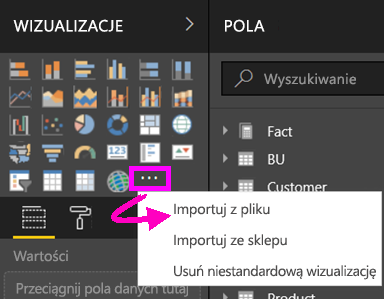 WIZUALIZACJE
POLA
Wyszukiwanie
Fact
BU
Customer
Importuj z pliku
Importuj ze sklepu
Usuń niestandardową wizualizację
Wartości
Przeciągnij pola danych tutaj
Product